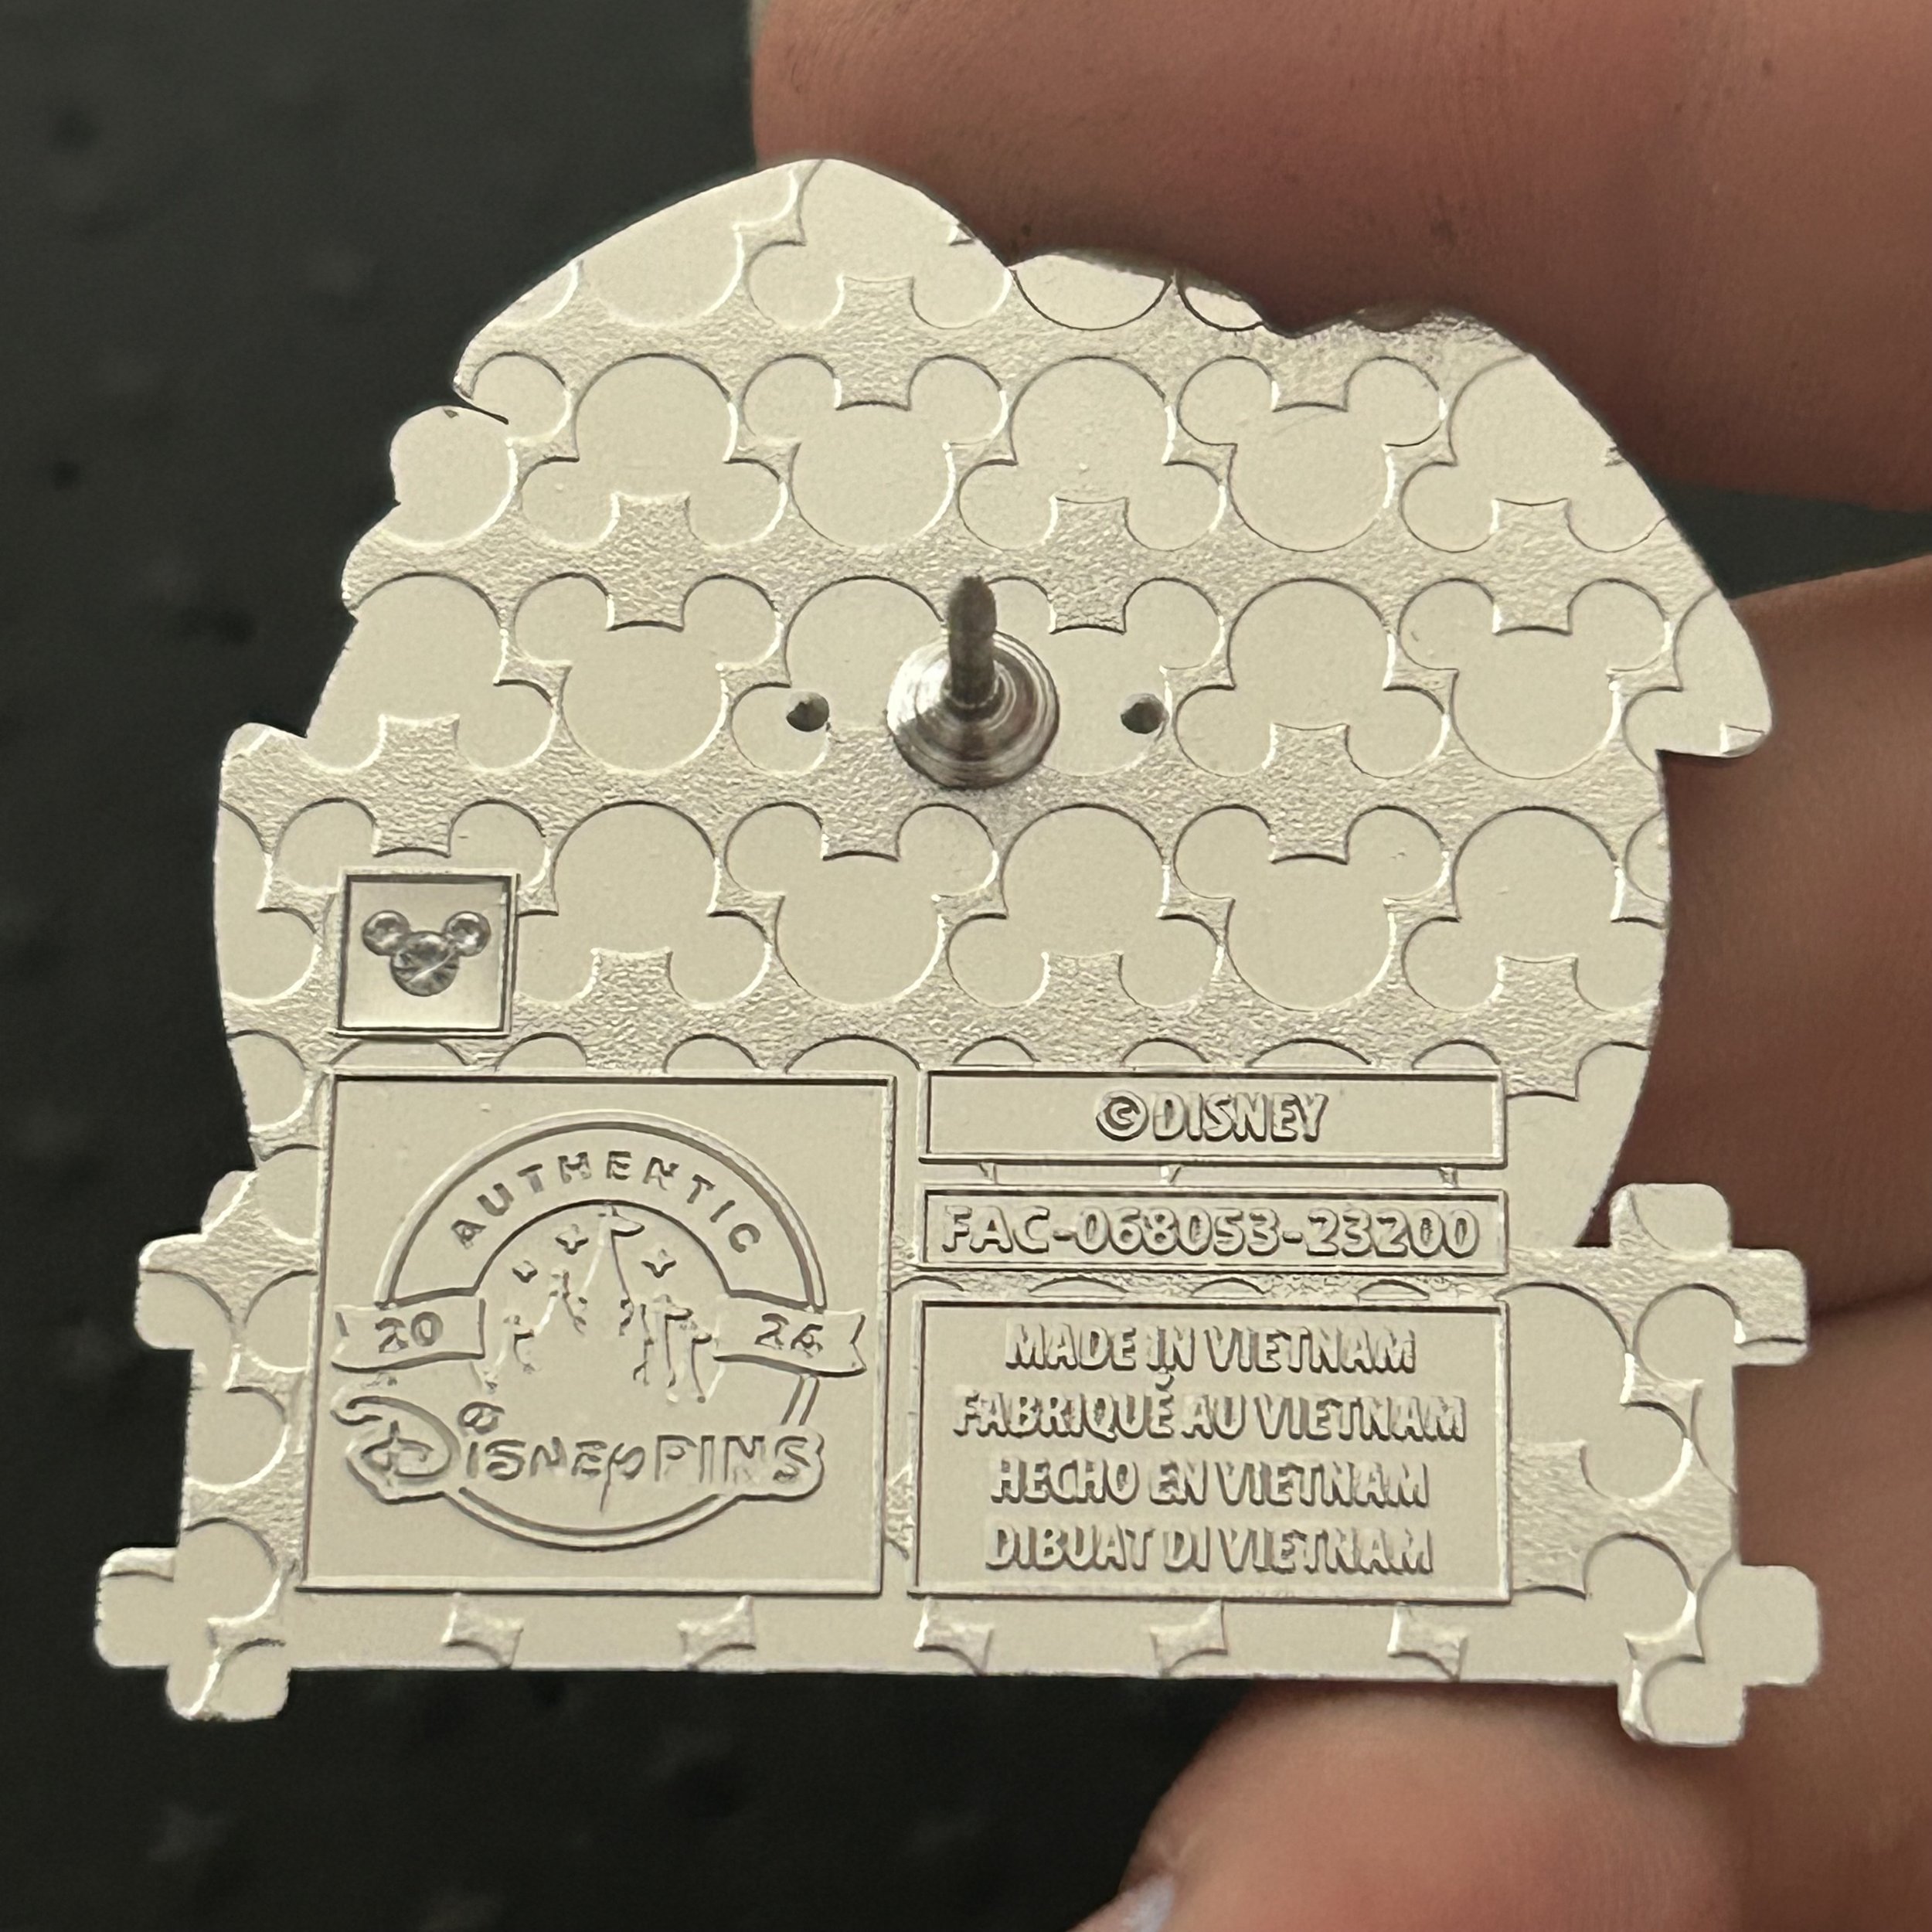 AUTHENTIC
20 24
Disney PINS
©DISNEY
FAC-068053-23200
MADE IN VIETNAM
FABRIQUÉ AU VIETNAM
HECHO EN VIETNAM
DIBUAT DI VIETNAM